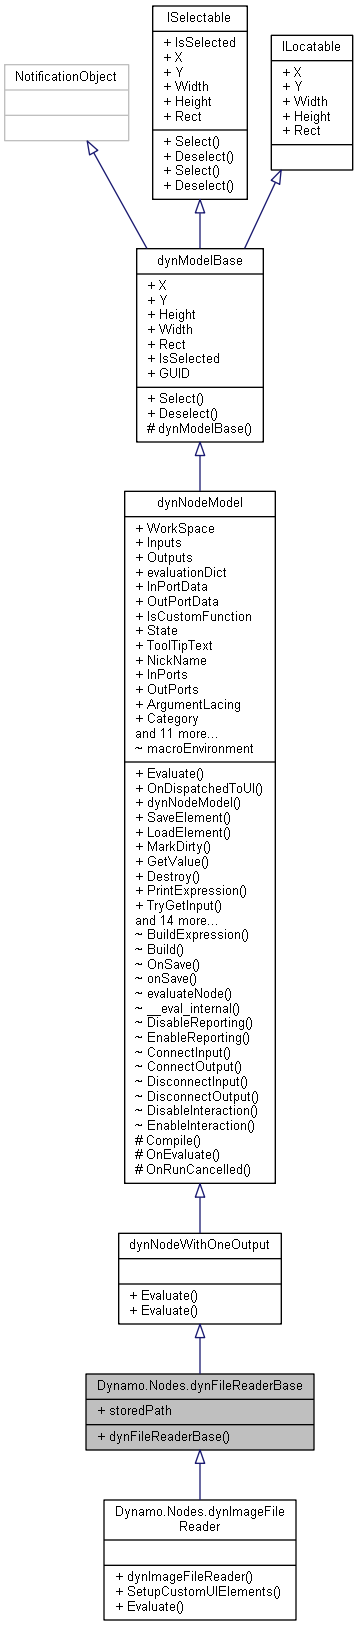 NotificationObject
ISelectable
+ IsSelected
+ X
+ Y
+ Width
+ Height
+ Rect
+ Select()
+ Deselect()
+ Select()
+ Deselect()
ILocatable
+ X
+ Y
+ Width
+ Height
+ Rect
dynModelBase
+ X
+ Y
+ Height
+ Width
+ Rect
+ IsSelected
+ GUID
+ Select()
+ Deselect()
# dynModelBase()
dynNodeModel
+ WorkSpace
+ Inputs
+ Outputs
+ evaluationDict
+ InPortData
+ OutPortData
+ IsCustomFunction
+ State
+ ToolTipText
+ NickName
+ InPorts
+ OutPorts
+ ArgumentLacing
+ Category
and 11 more...
~ macroEnvironment
+ Evaluate()
+ OnDispatchedToUI()
+ dynNodeModel()
+ SaveElement()
+ LoadElement()
+ MarkDirty()
+ GetValue()
+ Destroy()
+ PrintExpression()
+ TryGetInput()
and 14 more...
~ BuildExpression()
~ Build()
~ OnSave()
~ onSave()
~ evaluateNode()
~ __eval_internal()
~ DisableReporting()
~ EnableReporting()
~ ConnectInput()
~ ConnectOutput()
~ DisconnectInput()
~ DisconnectOutput()
~ DisableInteraction()
~ EnableInteraction()
# Compile()
# OnEvaluate()
# OnRunCancelled()
dynNodeWithOneOutput
+ Evaluate()
+ Evaluate()
Dynamo.Nodes.dynFileReaderBase
+ storedPath
+ dynFileReaderBase()
Dynamo.Nodes.dynImageFile
Reader
+ dynImageFileReader()
+ SetupCustomUIElements()
+ Evaluate()